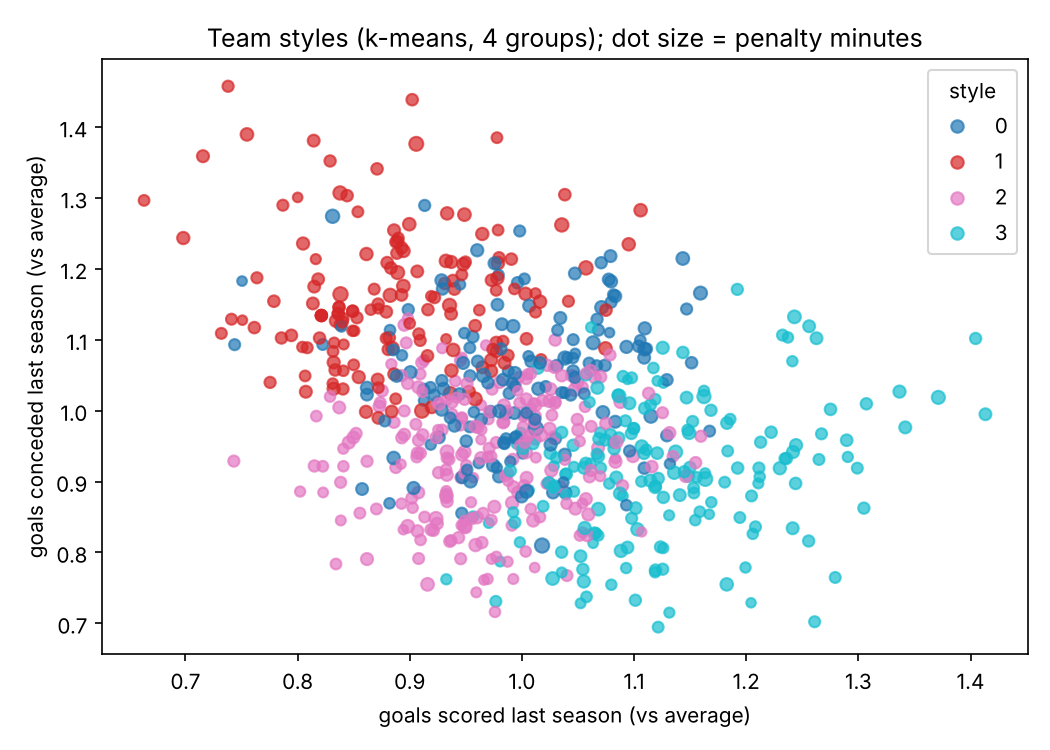 Team styles (k-means, 4 groups); dot size = penalty minutes
style
0
1
2
3
goals conceded last season (vs average)
1.4
1.3
1.2
1.1
1.0
0.9
0.8
0.7
0.7 0.8 0.9 1.0 1.1 1.2 1.3 1.4
goals scored last season (vs average)